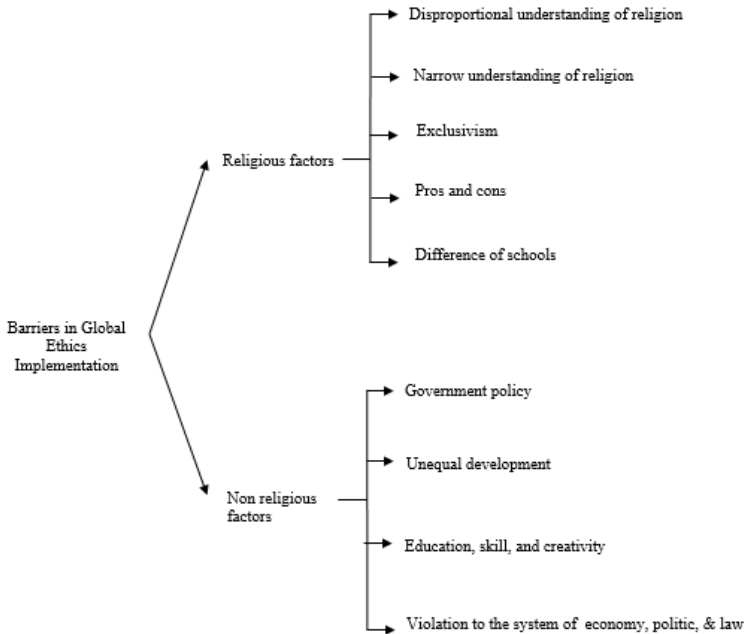 Disproportional understanding of religion
Narrow understanding of religion
Exclusivism
Religious factors
Pros and cons
Difference of schools
Barriers in Global
Ethics
Implementation
Government policy
Unequal development
Non religious
factors
Education, skill, and creativity
Violation to the system of economy, politic, & law